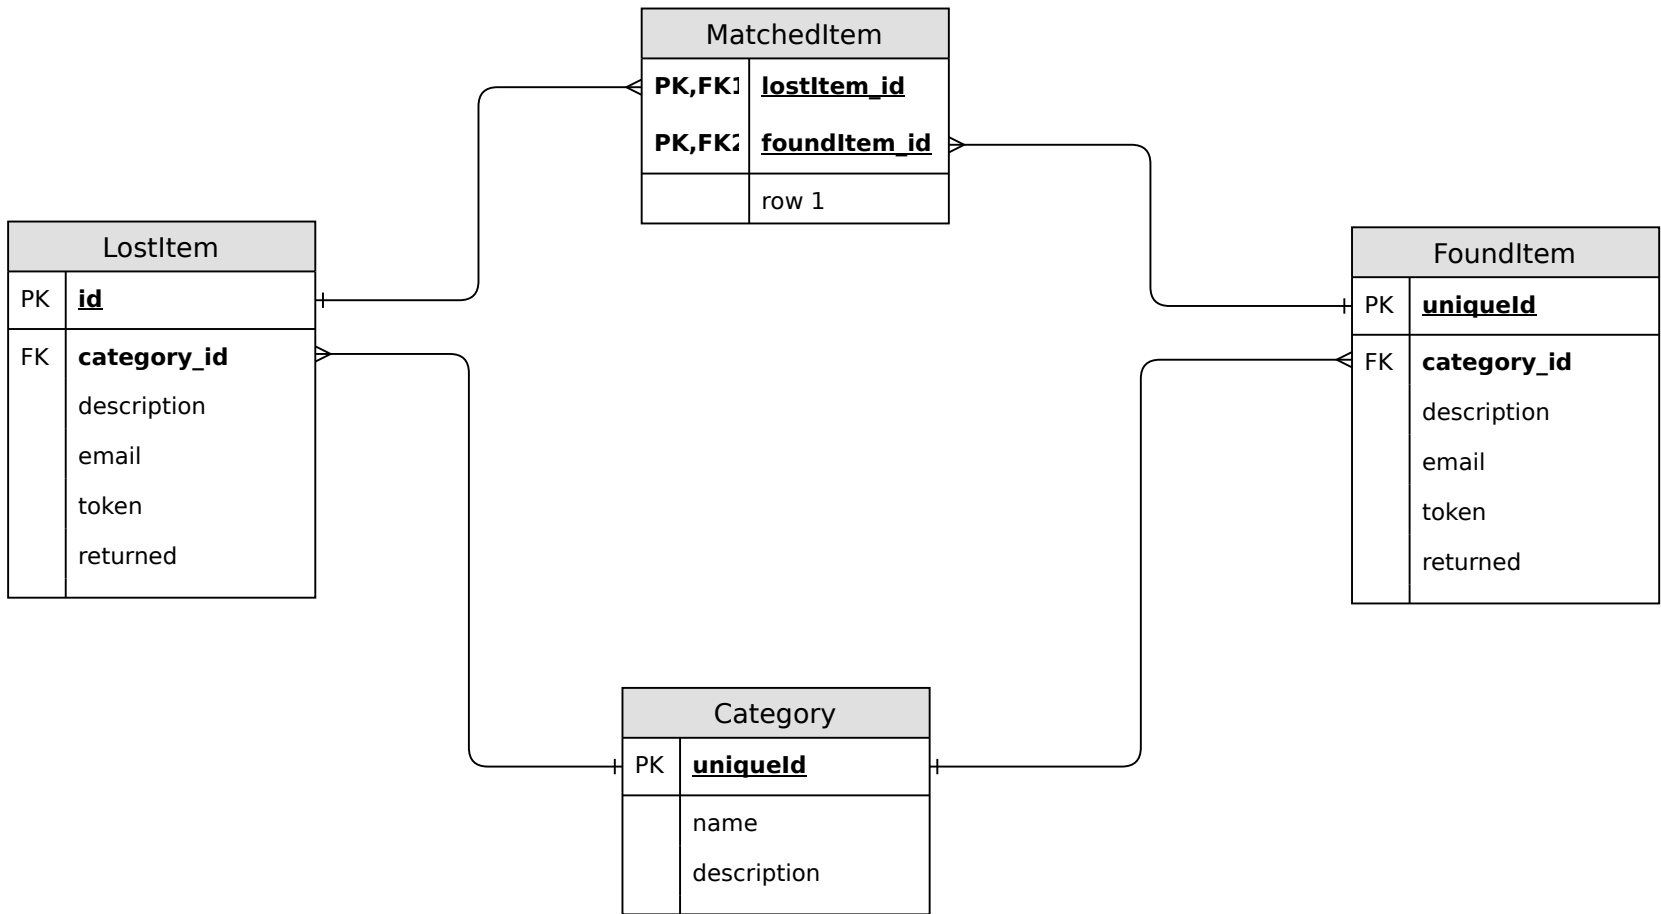 MatchedItem
PK,FK1 lostItem_id
PK,FK2 foundItem_id
row 1
LostItem
PK id
FK category_id
description
email
token
returned
FoundItem
PK uniqueId
FK category_id
description
email
token
returned
Category
PK uniqueId
name
description